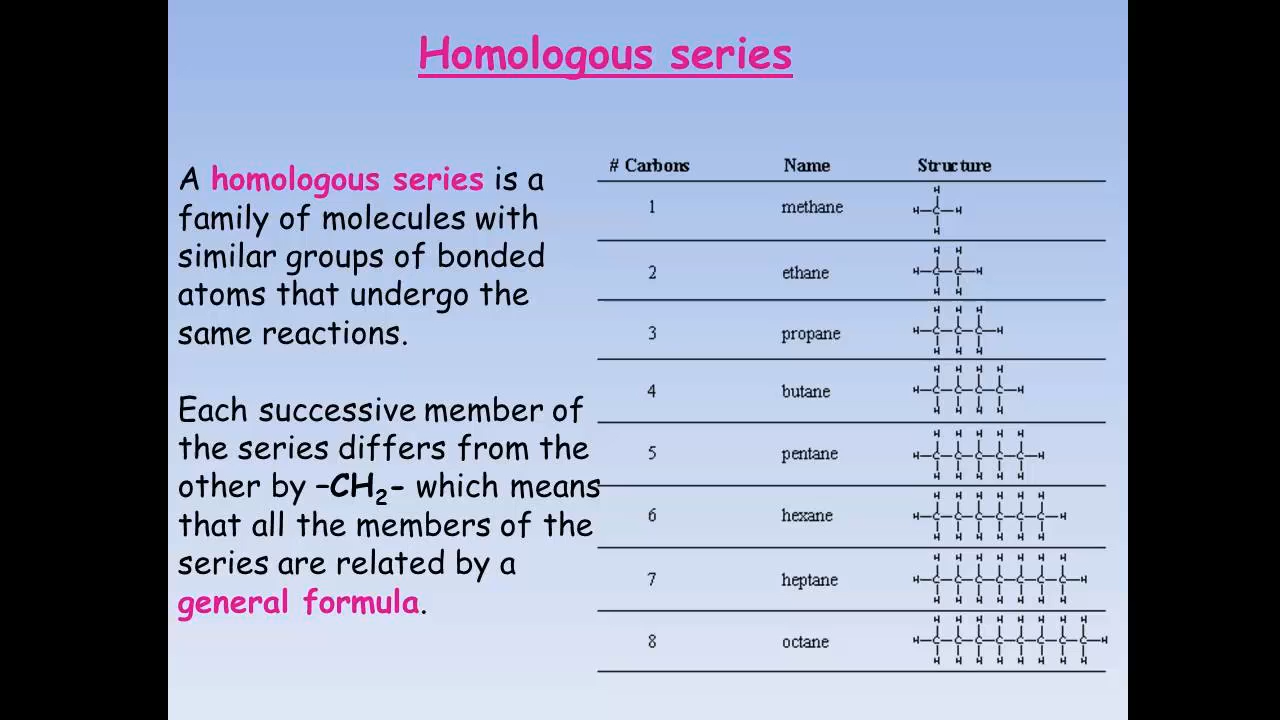 Homologous series
A homologous series is a
family of molecules with
similar groups of bonded
atoms that undergo the
same reactions.
Each successive member of
the series differs from the
other by –CH₂- which means
that all the members of the
series are related by a
general formula.
# Carbons Name Structure
H
1 methane H—C—H
H
H H
2 ethane H—C—C—H
H H
H H H
3 propane H—C—C—C—H
H H H
H H H H
4 butane H—C—C—C—C—H
H H H H
H H H H H
5 pentane H—C—C—C—C—C—H
H H H H H
H H H H H H
6 hexane H—C—C—C—C—C—C—H
H H H H H H
H H H H H H H
7 heptane H—C—C—C—C—C—C—C—H
H H H H H H H
H H H H H H H H
8 octane H—C—C—C—C—C—C—C—C—H
H H H H H H H H